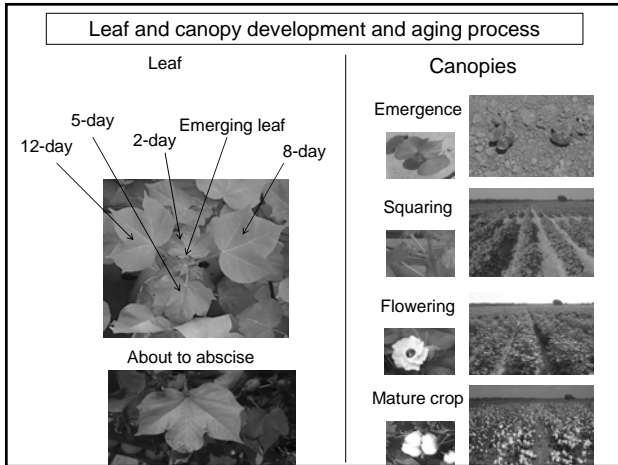 Leaf and canopy development and aging process
Leaf
5-day
Emerging leaf
2-day
12-day
8-day
About to abscise
Canopies
Emergence
Squaring
Flowering
Mature crop